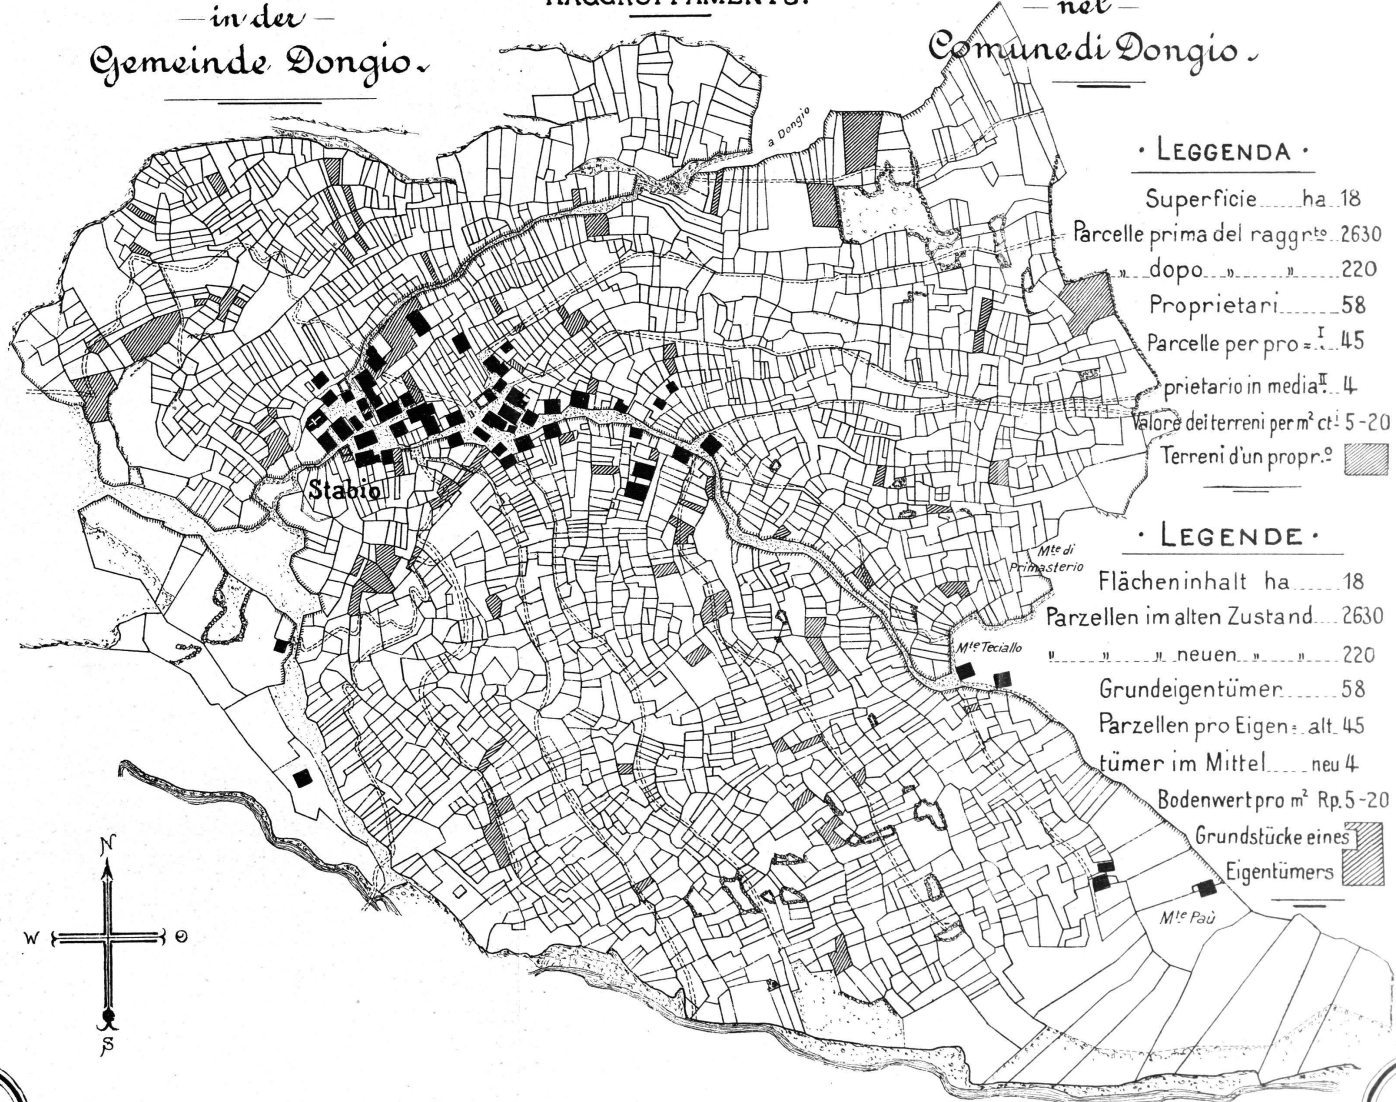 — in der —
Gemeinde Dongio.
RAGGRUPPAMENTO.
— nel —
Comune di Dongio.
a Dongio
· LEGGENDA ·
Superficie ha 18
Parcelle prima del raggr.to 2630
" dopo " " 220
Proprietari 58
Parcelle per pro= I 45
prietario in media II 4
Valore dei terreni per m² ct.i 5-20
Terreni d'un propr.o
Stabio
· LEGENDE ·
Mte di
Primasterio
Flächeninhalt ha 18
Parzellen im alten Zustand 2630
" " " neuen " " 220
Mte Teciallo
Grundeigentümer 58
Parzellen pro Eigen= alt 45
tümer im Mittel neu 4
Bodenwert pro m² Rp. 5-20
Grundstücke eines
Eigentümers
Mte Paù
N
W O
S